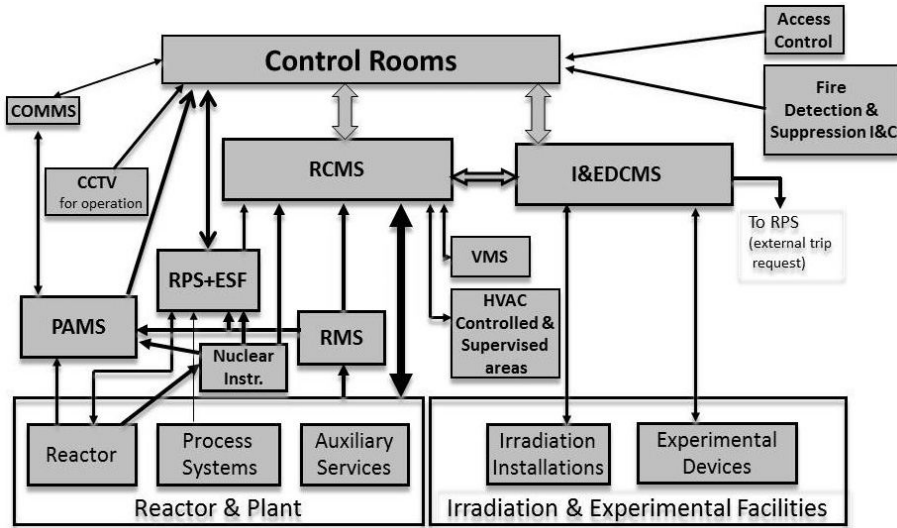 Access
Control
Control Rooms
Fire
Detection &
Suppression I&C
COMMS
CCTV
for operation
RCMS
I&EDCMS
To RPS
(external trip
request)
VMS
RPS+ESF
HVAC
Controlled &
Supervised
areas
PAMS
RMS
Nuclear
Instr.
Reactor
Process
Systems
Auxiliary
Services
Irradiation
Installations
Experimental
Devices
Reactor & Plant
Irradiation & Experimental Facilities